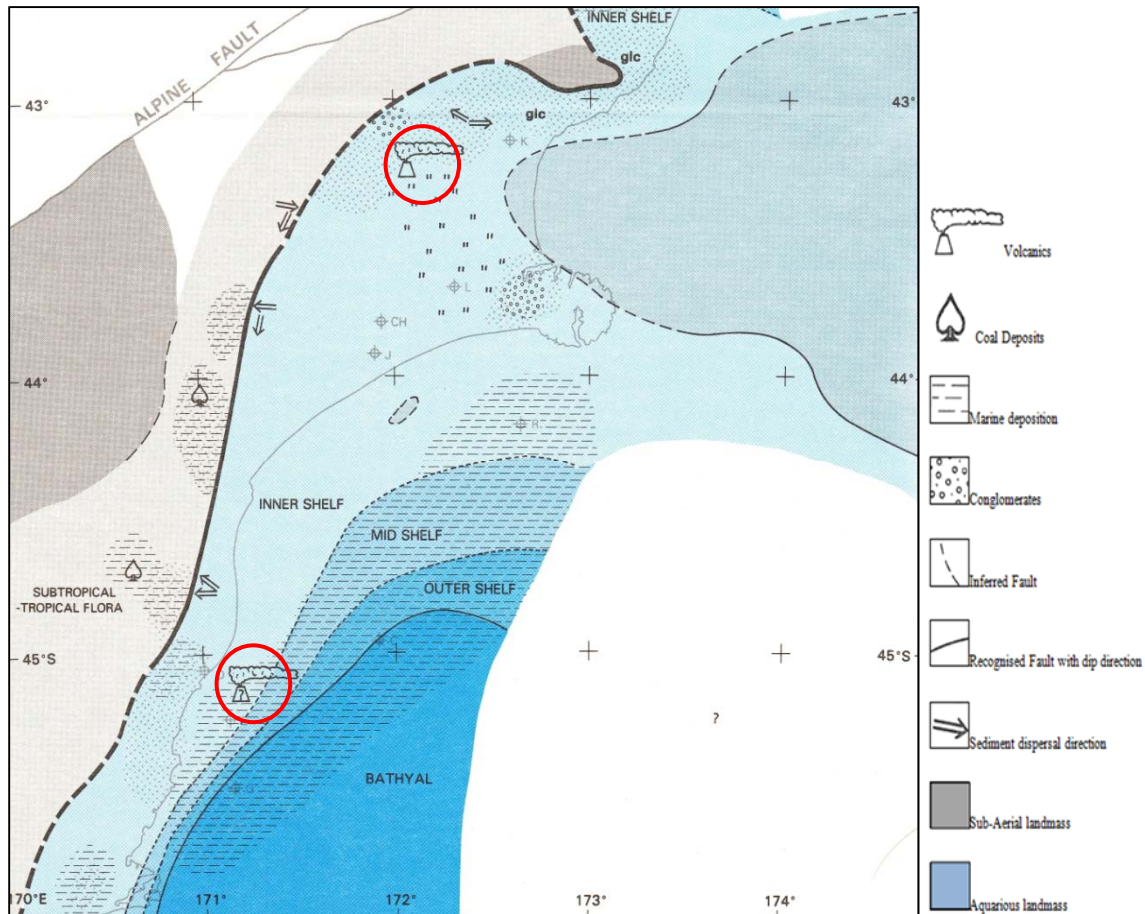 INNER SHELF
glc
ALPINE FAULT
43°
43°
glc
K
L
CH
J
44°
44°
R
INNER SHELF
MID SHELF
OUTER SHELF
SUBTROPICAL
-TROPICAL FLORA
C
45°S
45°S
?
?
BATHYAL
G
170°E
171°
172°
173°
174°
Volcanics
Coal Deposits
Marine deposition
Conglomerates
Inferred Fault
Recognised Fault with dip direction
Sediment dispersal direction
Sub-Aerial landmass
Aquarious landmass